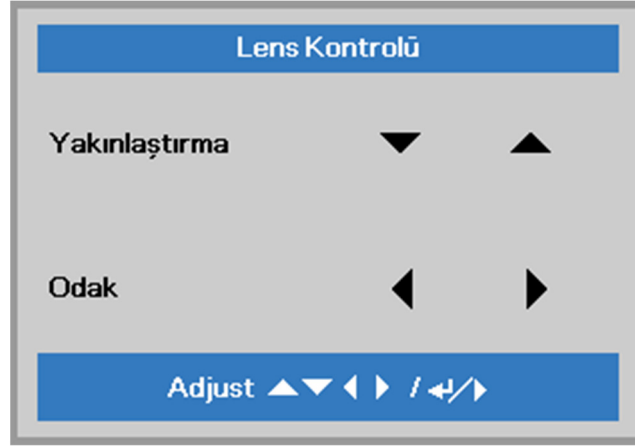 Lens Kontrolü
Yakınlaştırma ▼ ▲
Odak ◀ ▶
Adjust ▲▼◀ ▶ / ↵/▶